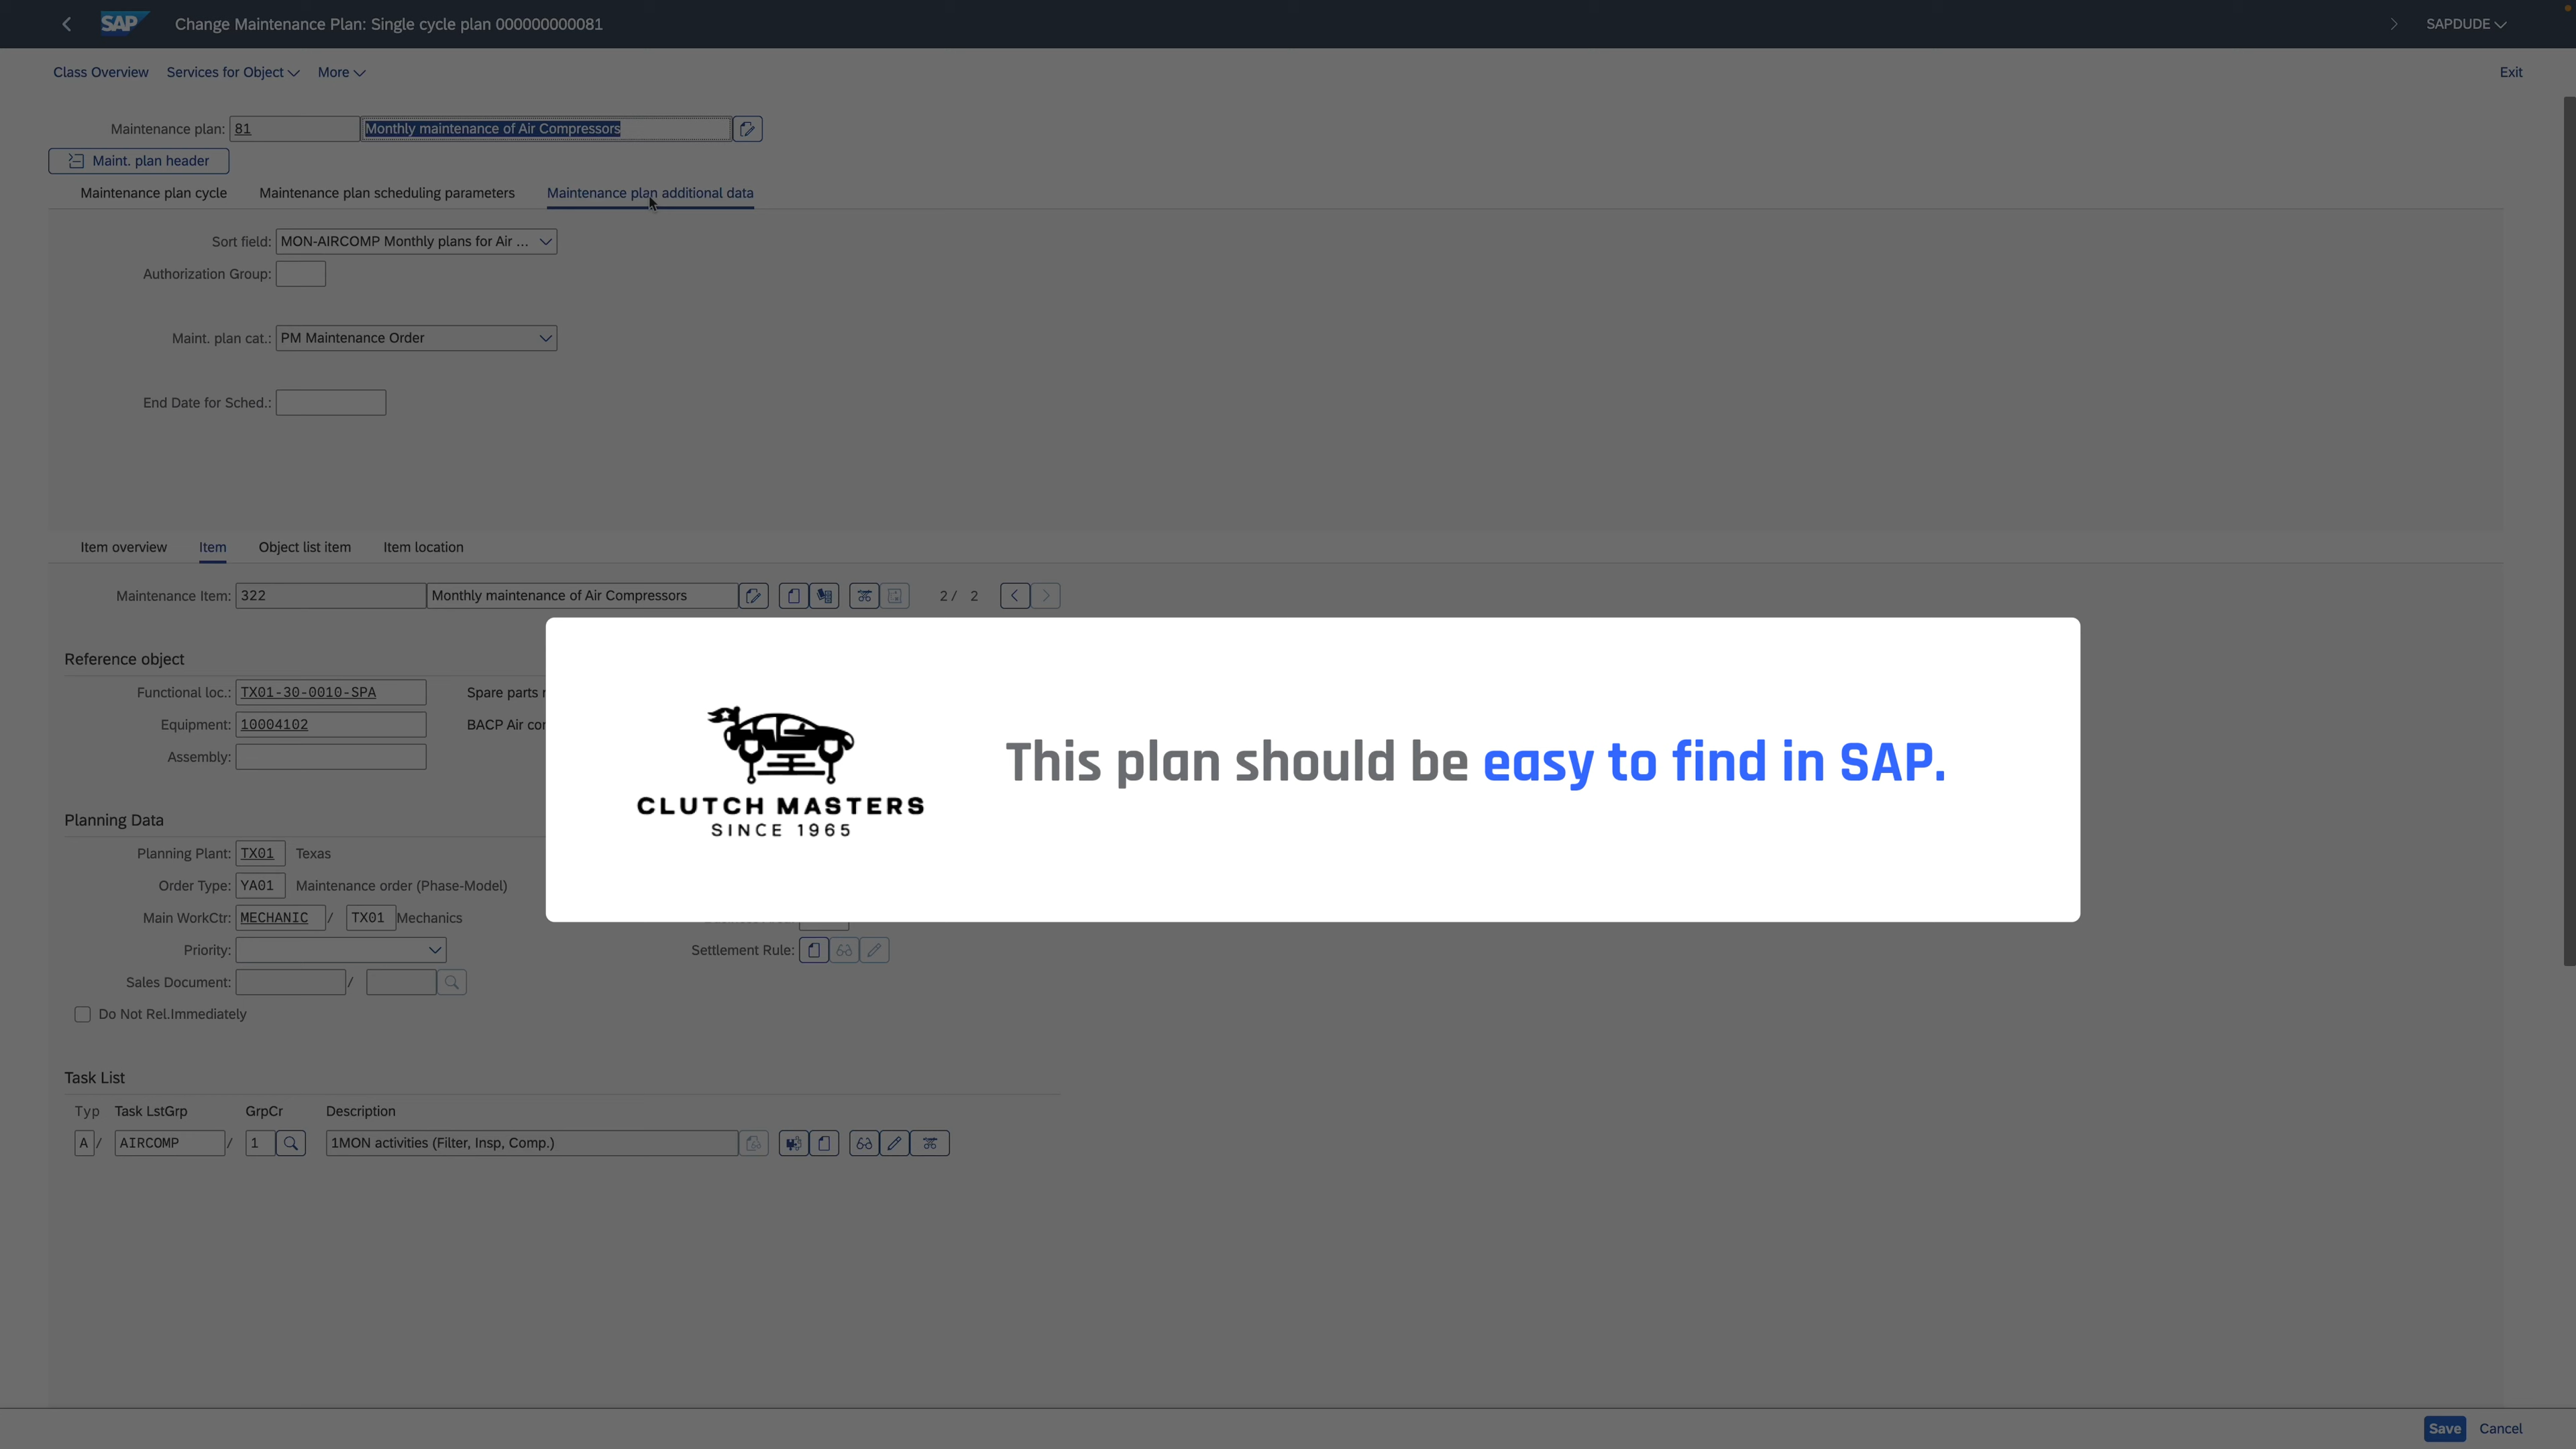 SAP Change Maintenance Plan: Single cycle plan 000000000081 SAPDUDE
Class Overview Services for Object More Exit
Maintenance plan: 81 Monthly maintenance of Air Compressors
Maint. plan header
Maintenance plan cycle Maintenance plan scheduling parameters Maintenance plan additional data
Sort field: MON-AIRCOMP Monthly plans for Air ...
Authorization Group:
Maint. plan cat.: PM Maintenance Order
End Date for Sched.:
Item overview Item Object list item Item location
Maintenance Item: 322 Monthly maintenance of Air Compressors 2 / 2
Reference object
Functional loc.: TX01-30-0010-SPA Spare parts
Equipment: 10004102 BACP Air
Assembly:
CLUTCH MASTERS
SINCE 1965
This plan should be easy to find in SAP.
Planning Data
Planning Plant: TX01 Texas
Order Type: YA01 Maintenance order (Phase-Model)
Main WorkCtr: MECHANIC / TX01 Mechanics
Priority: Settlement Rule:
Sales Document: /
Do Not Rel.Immediately
Task List
Typ Task LstGrp GrpCr Description
A / AIRCOMP / 1 1MON activities (Filter, Insp, Comp.)
Save Cancel